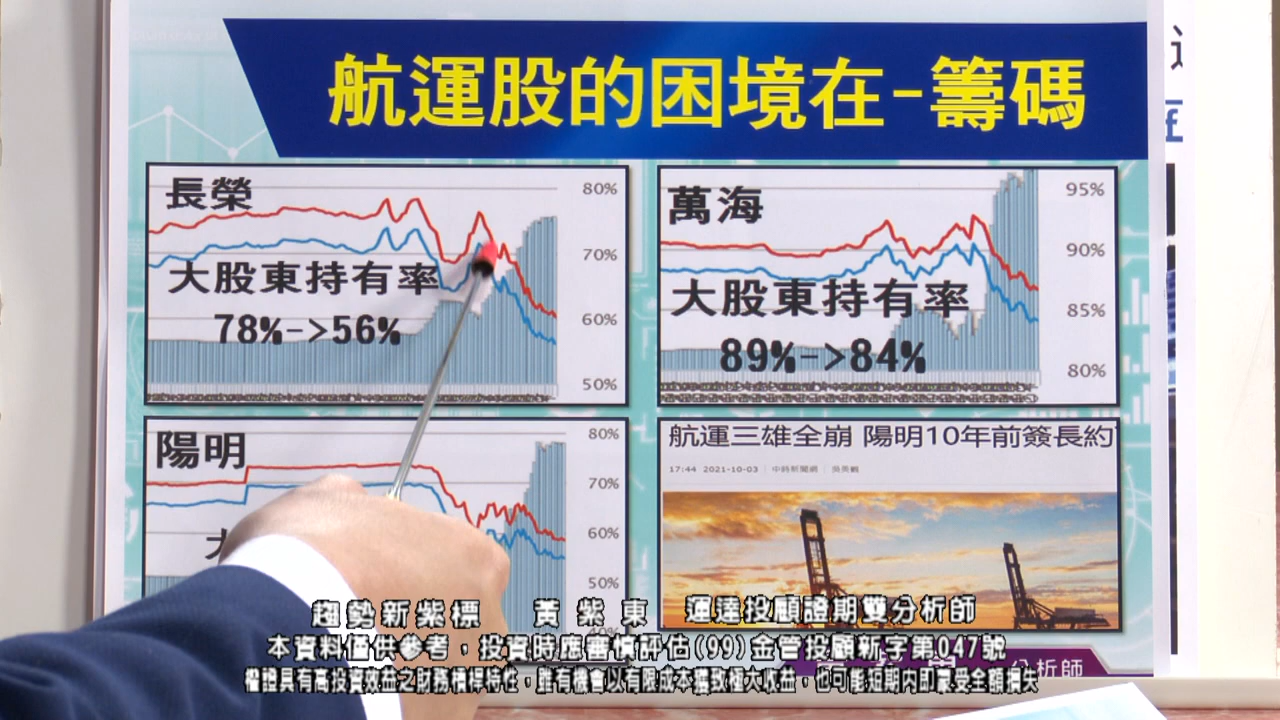 航運股的困境在-籌碼
長榮
大股東持有率
78%->56%
80%
70%
60%
50%
萬海
大股東持有率
89%->84%
95%
90%
85%
80%
陽明
80%
70%
60%
50%
航運三雄全崩 陽明10年前簽長約
17:44 2021-10-03 中時新聞網
趨勢新紫標 黃紫東 運達投顧證期雙分析師
本資料僅供參考，投資時應審慎評估(99)金管投顧新字第047號
分析師
權證具有高投資效益之財務槓桿特性，雖有機會以有限成本獲致極大收益，也可能短期內即蒙受全額損失